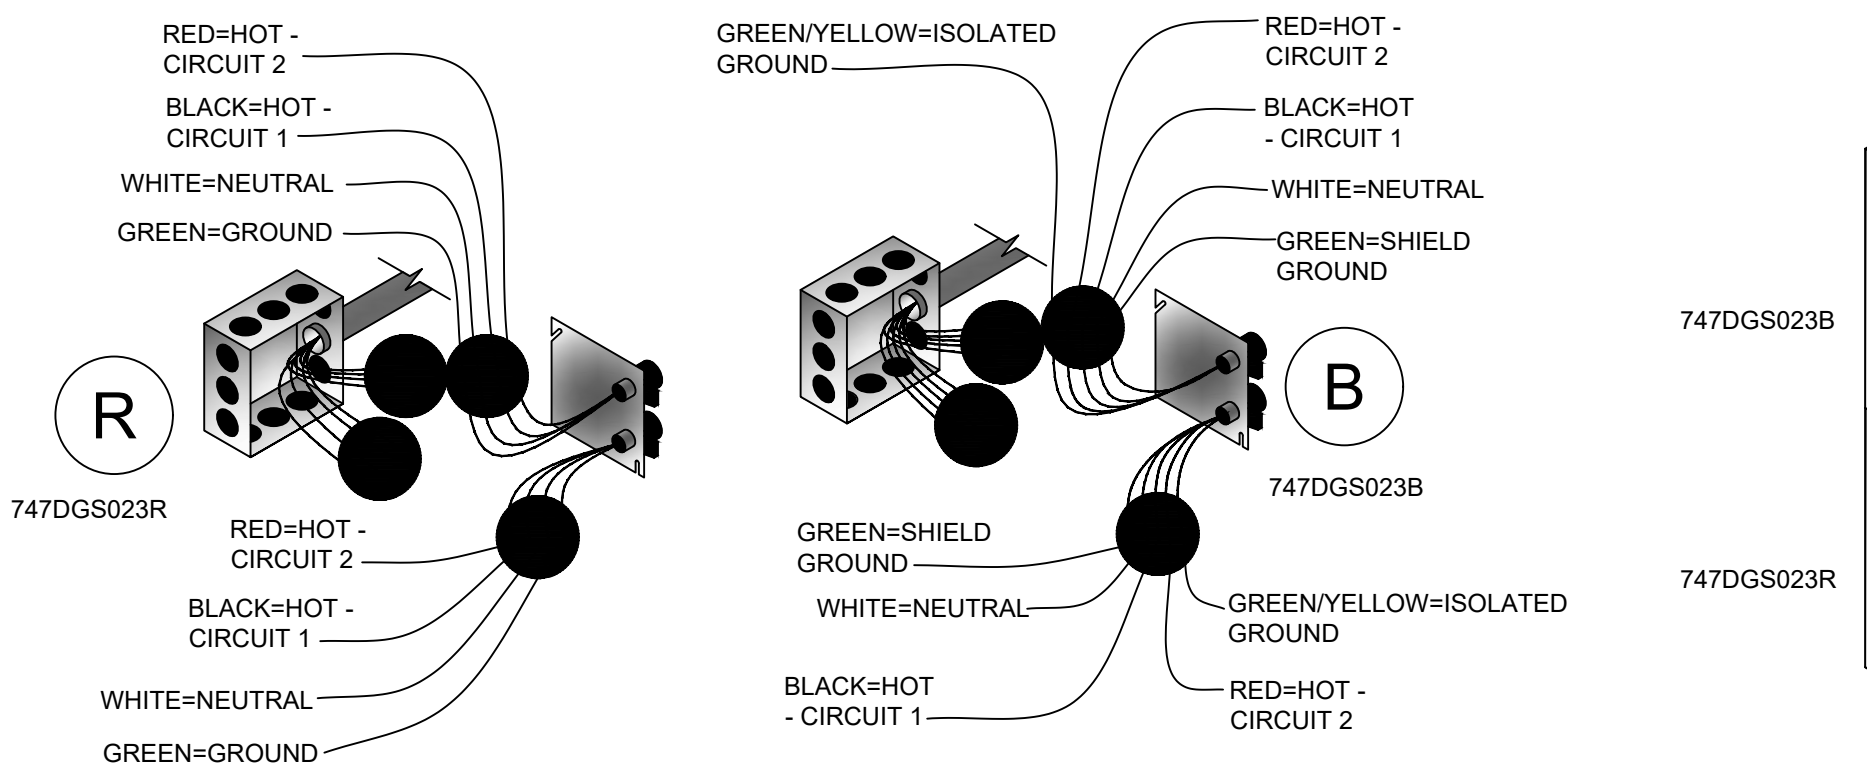 RED=HOT -
CIRCUIT 2
BLACK=HOT -
CIRCUIT 1
WHITE=NEUTRAL
GREEN=GROUND
R
747DGS023R
RED=HOT -
CIRCUIT 2
BLACK=HOT -
CIRCUIT 1
WHITE=NEUTRAL
GREEN=GROUND
GREEN/YELLOW=ISOLATED
GROUND
RED=HOT -
CIRCUIT 2
BLACK=HOT
- CIRCUIT 1
WHITE=NEUTRAL
GREEN=SHIELD
GROUND
B
747DGS023B
GREEN=SHIELD
GROUND
WHITE=NEUTRAL
BLACK=HOT
- CIRCUIT 1
GREEN/YELLOW=ISOLATED
GROUND
RED=HOT -
CIRCUIT 2
747DGS023B
747DGS023R